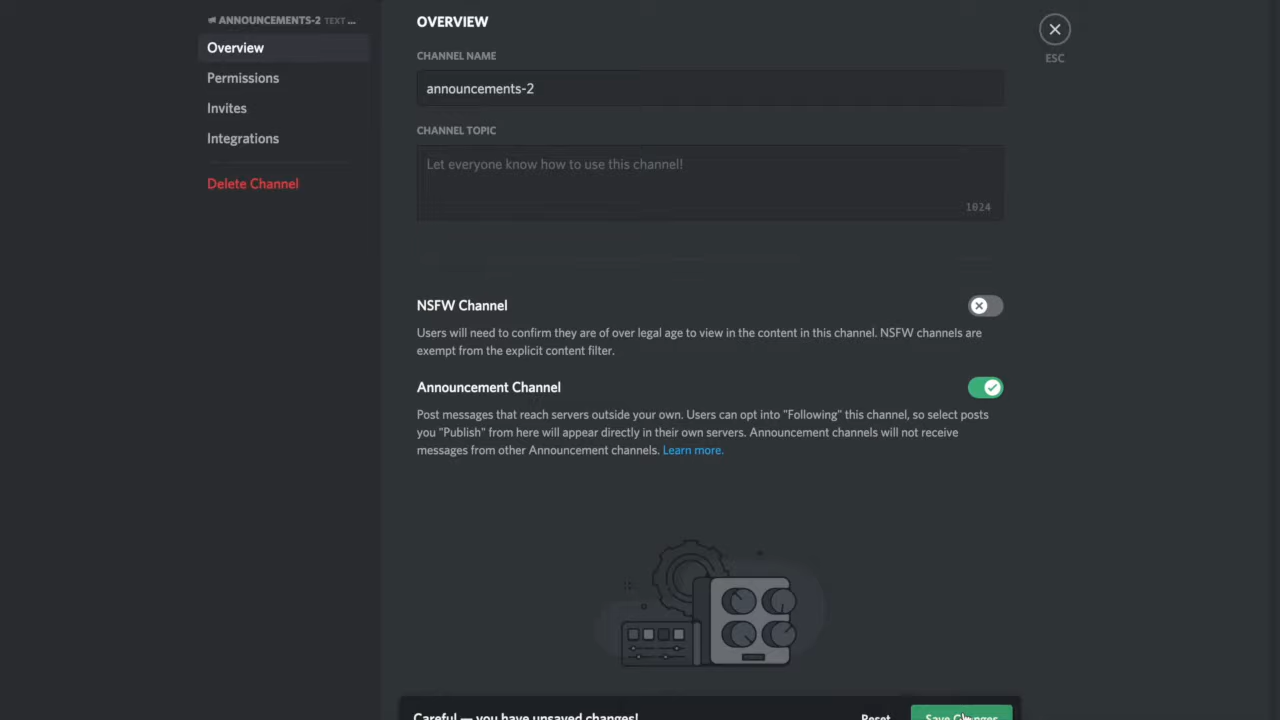 ANNOUNCEMENTS-2 TEXT ...
Overview
Permissions
Invites
Integrations
Delete Channel
OVERVIEW
CHANNEL NAME
announcements-2
CHANNEL TOPIC
Let everyone know how to use this channel!
1024
NSFW Channel
Users will need to confirm they are of over legal age to view in the content in this channel. NSFW channels are
exempt from the explicit content filter.
Announcement Channel
Post messages that reach servers outside your own. Users can opt into "Following" this channel, so select posts
you "Publish" from here will appear directly in their own servers. Announcement channels will not receive
messages from other Announcement channels. Learn more.
Careful — you have unsaved changes!
Reset
Save Changes
ESC